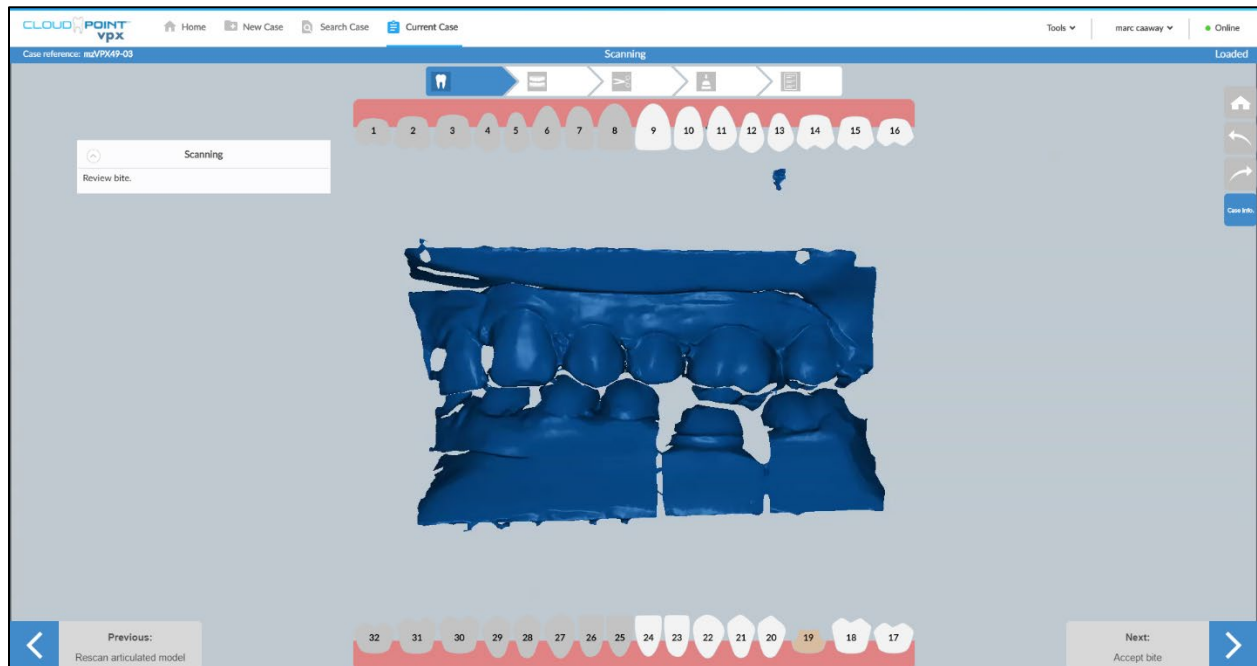 CLOUD POINT
vpx
Home New Case Search Case Current Case Tools marc caaway Online
Case reference: mzVPX49-03 Scanning Loaded
1 2 3 4 5 6 7 8 9 10 11 12 13 14 15 16
Scanning
Review bite.
Case Info.
32 31 30 29 28 27 26 25 24 23 22 21 20 19 18 17
Previous:
Rescan articulated model
Next:
Accept bite